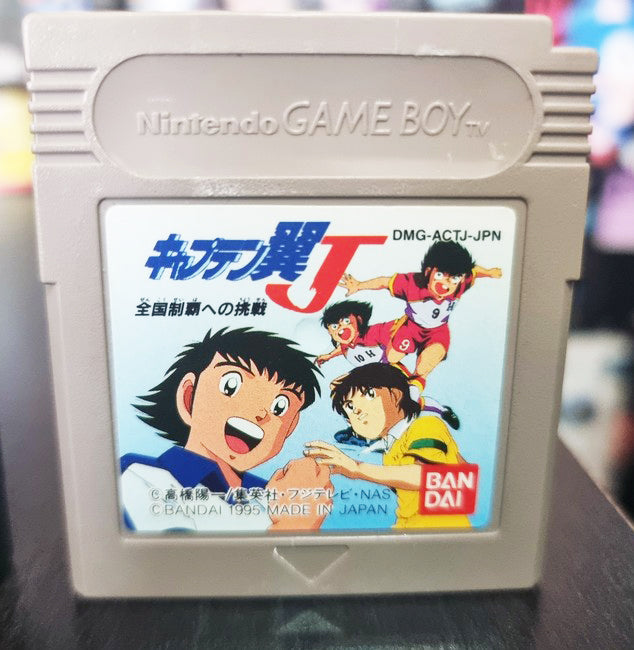 Nintendo GAME BOY TM
キャプテン翼J
DMG-ACTJ-JPN
全国制覇への挑戦
9
10
9
©高橋陽一/集英社・フジテレビ・NAS
©BANDAI 1995 MADE IN JAPAN
BAN
DAI